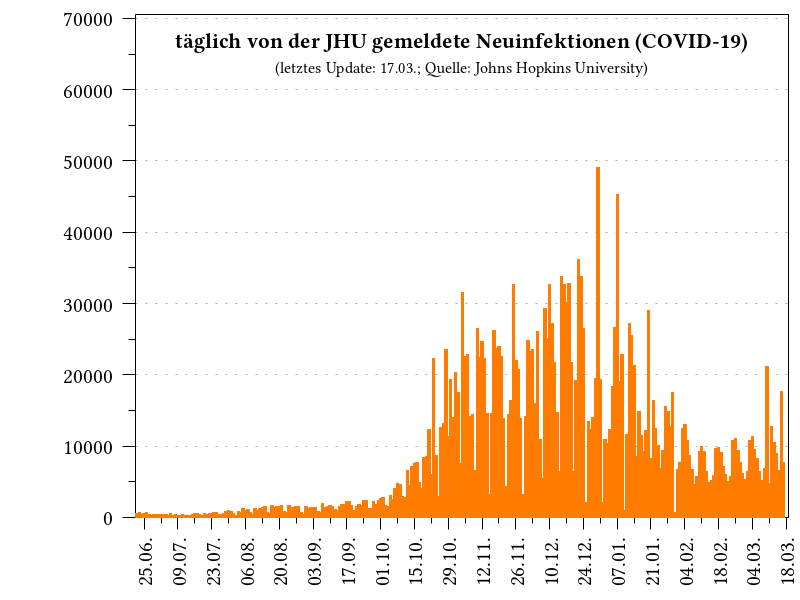 täglich von der JHU gemeldete Neuinfektionen (COVID-19)
(letztes Update: 17.03.; Quelle: Johns Hopkins University)
70000
60000
50000
40000
30000
20000
10000
0
25.06. 09.07. 23.07. 06.08. 20.08. 03.09. 17.09. 01.10. 15.10. 29.10. 12.11. 26.11. 10.12. 24.12. 07.01. 21.01. 04.02. 18.02. 04.03. 18.03.